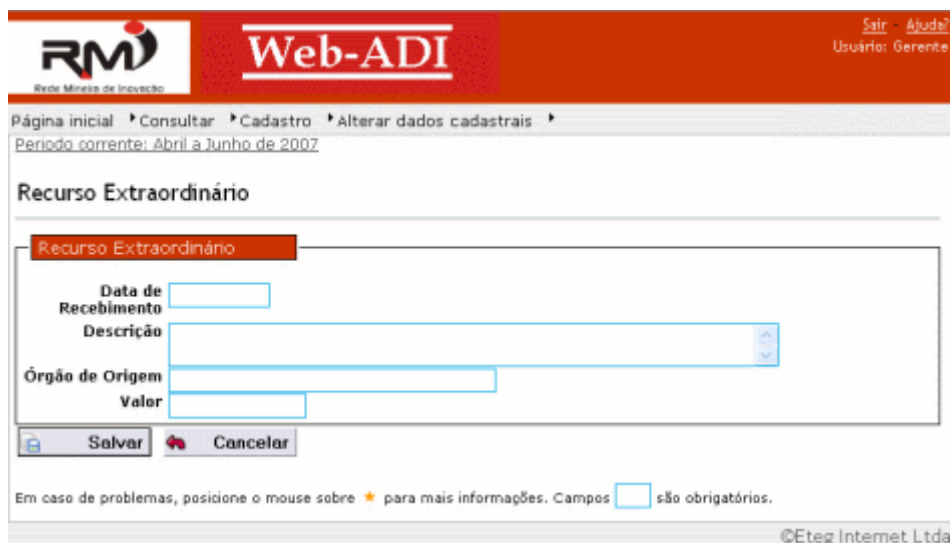 RMI
Rede Mineira de Inovação
Web-ADI
Sair - Ajuda?
Usuário: Gerente
Página inicial Consultar Cadastro Alterar dados cadastrais
Periodo corrente: Abril a Junho de 2007
Recurso Extraordinário
Recurso Extraordinário
Data de
Recebimento
Descrição
Órgão de Origem
Valor
Salvar Cancelar
Em caso de problemas, posicione o mouse sobre ★ para mais informações. Campos são obrigatórios.
©Eteg Internet Ltda